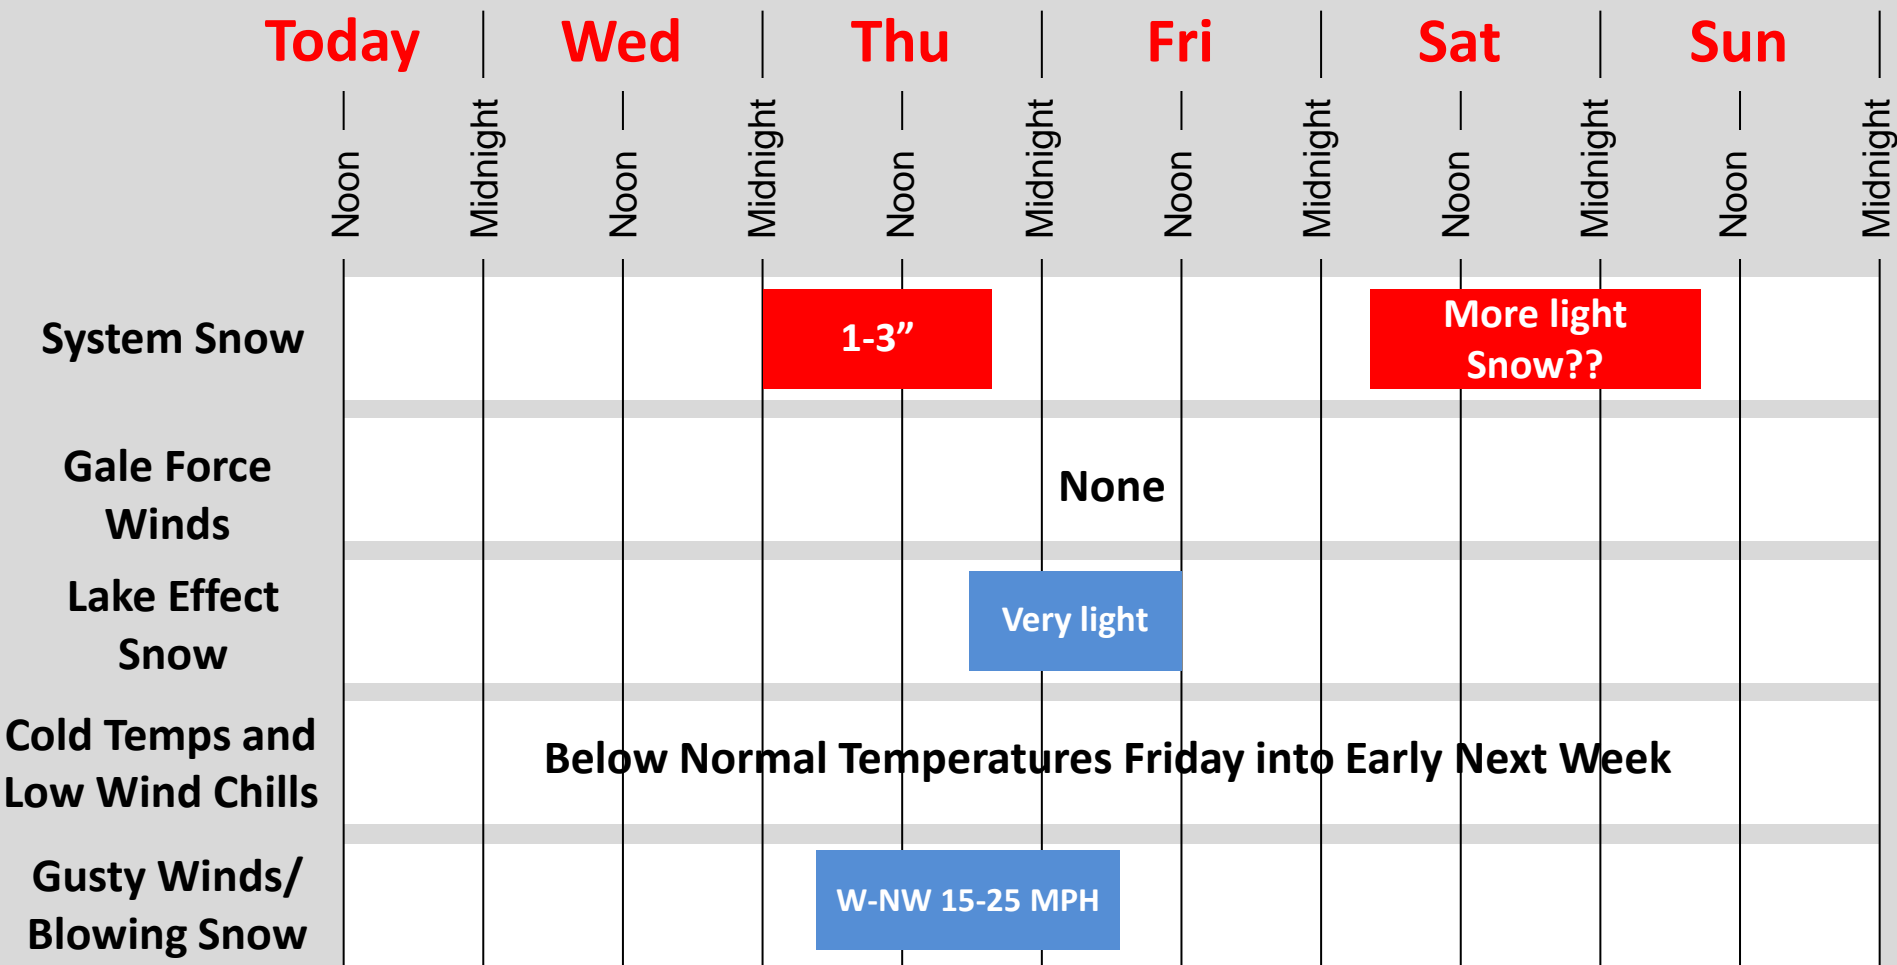 Today Wed Thu Fri Sat Sun
Noon Midnight Noon Midnight Noon Midnight Noon Midnight Noon Midnight Noon Midnight
System Snow
1-3”
More light
Snow??
Gale Force
Winds
None
Lake Effect
Snow
Very light
Cold Temps and
Low Wind Chills
Below Normal Temperatures Friday into Early Next Week
Gusty Winds/
Blowing Snow
W-NW 15-25 MPH